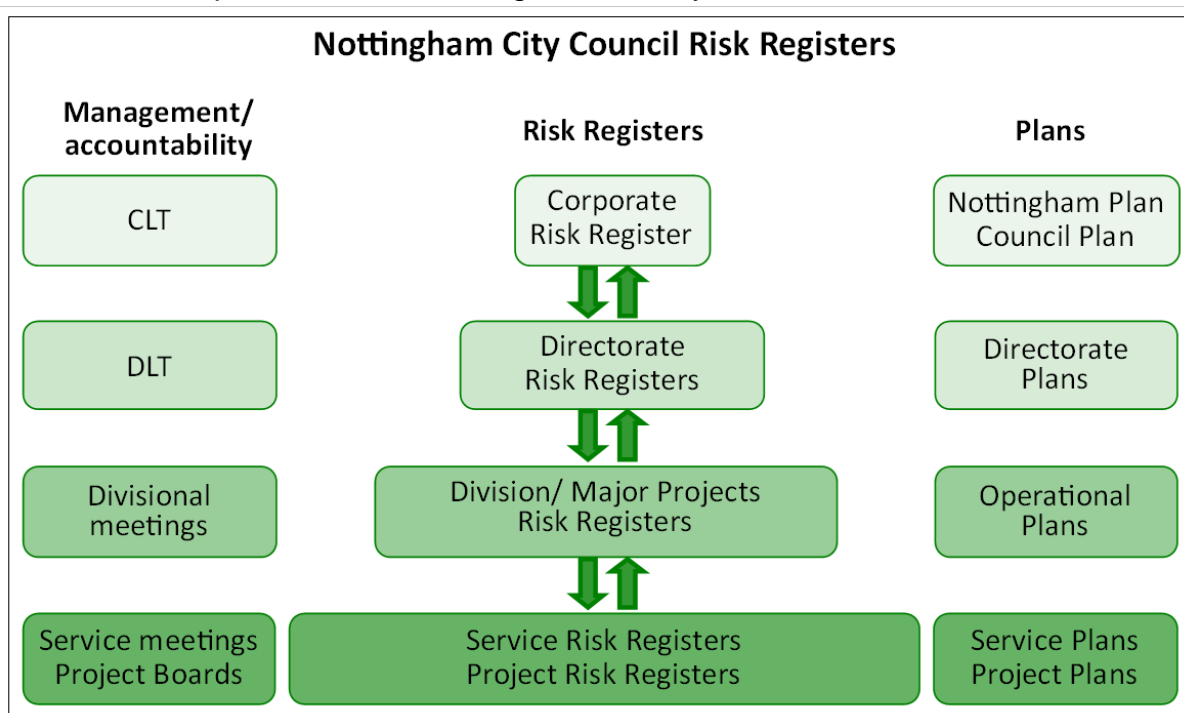 Nottingham City Council Risk Registers
Management/
accountability
Risk Registers
Plans
CLT
Corporate
Risk Register
Nottingham Plan
Council Plan
DLT
Directorate
Risk Registers
Directorate
Plans
Divisional
meetings
Division/ Major Projects
Risk Registers
Operational
Plans
Service meetings
Project Boards
Service Risk Registers
Project Risk Registers
Service Plans
Project Plans